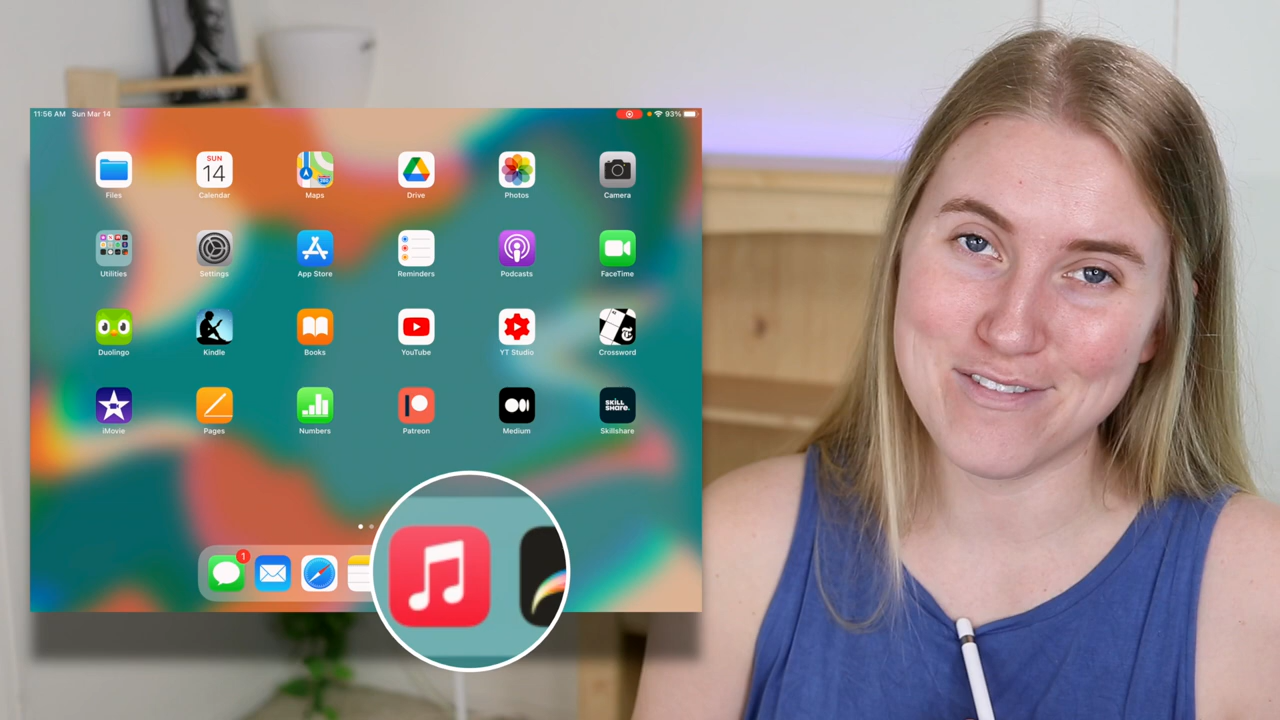 11:56 AM Sun Mar 14 93%
SUN
14
Files Calendar Maps Drive Photos Camera
Utilities Settings App Store Reminders Podcasts FaceTime
Duolingo Kindle Books YouTube YT Studio Crossword
SKILL
SHARE.
iMovie Pages Numbers Patreon Medium Skillshare
1